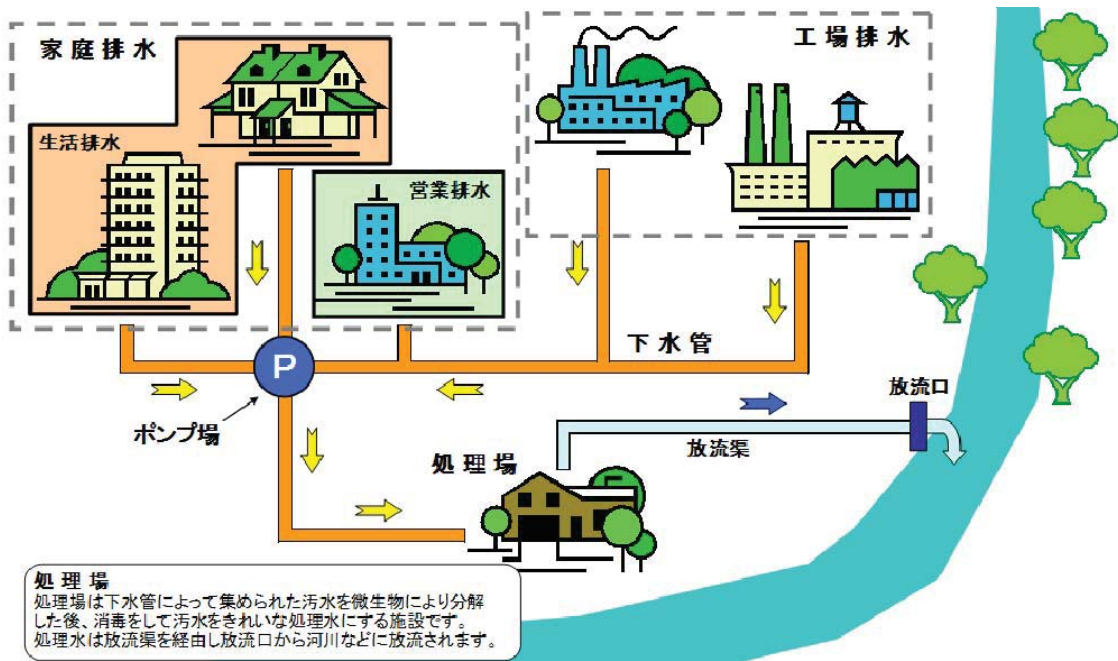 家庭排水
工場排水
生活排水
営業排水
下水管
P
ポンプ場
放流口
放流渠
処理場
処理場
処理場は下水管によって集められた汚水を微生物により分解
した後、消毒をして汚水をきれいな処理水にする施設です。
処理水は放流渠を経由し放流口から河川などに放流されます。